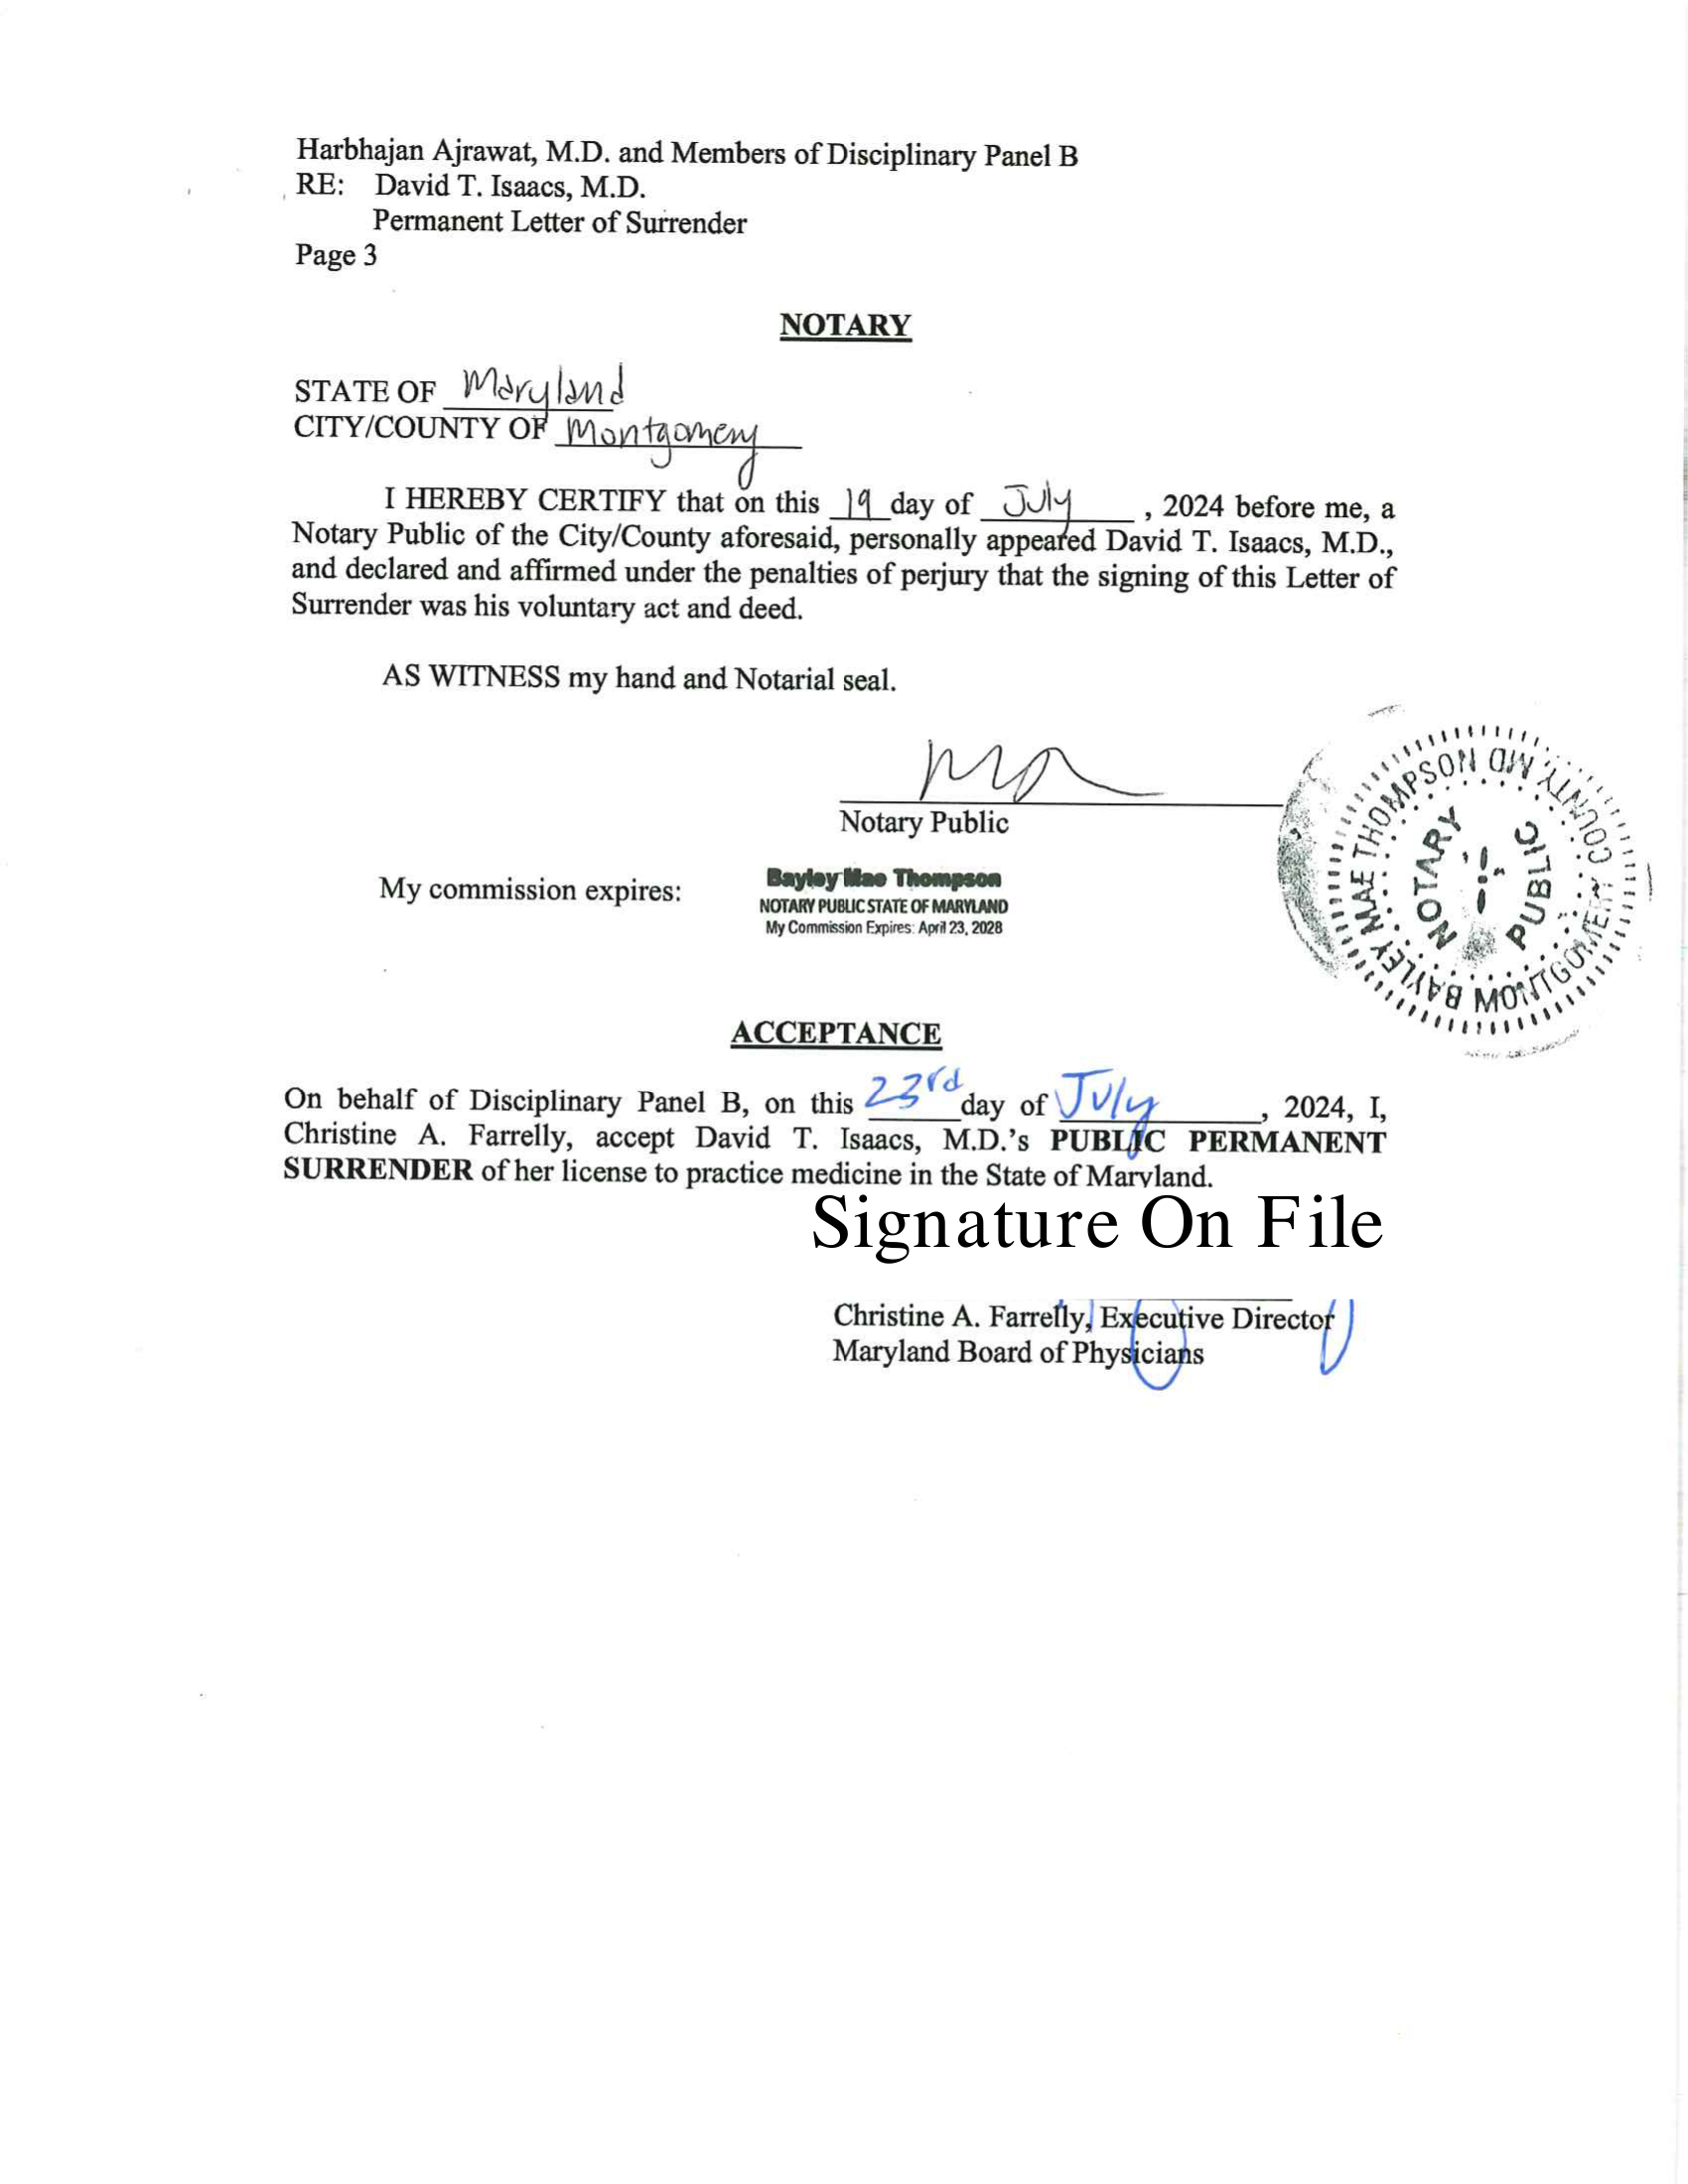 Harbhajan Ajrawat, M.D. and Members of Disciplinary Panel B
RE: David T. Isaacs, M.D.
Permanent Letter of Surrender
Page 3
NOTARY
STATE OF Maryland
CITY/COUNTY OF Montgomery
I HEREBY CERTIFY that on this 19 day of July, 2024 before me, a
Notary Public of the City/County aforesaid, personally appeared David T. Isaacs, M.D.,
and declared and affirmed under the penalties of perjury that the signing of this Letter of
Surrender was his voluntary act and deed.
AS WITNESS my hand and Notarial seal.
Notary Public
My commission expires:
Bayley Mae Thompson
NOTARY PUBLIC STATE OF MARYLAND
My Commission Expires: April 23, 2028
BAYLEY MAE THOMPSON
NOTARY PUBLIC
MONTGOMERY COUNTY MD
ACCEPTANCE
On behalf of Disciplinary Panel B, on this 23rd day of July, 2024, I,
Christine A. Farrelly, accept David T. Isaacs, M.D.'s PUBLIC PERMANENT
SURRENDER of her license to practice medicine in the State of Maryland.
Signature On File
Christine A. Farrelly, Executive Director
Maryland Board of Physicians